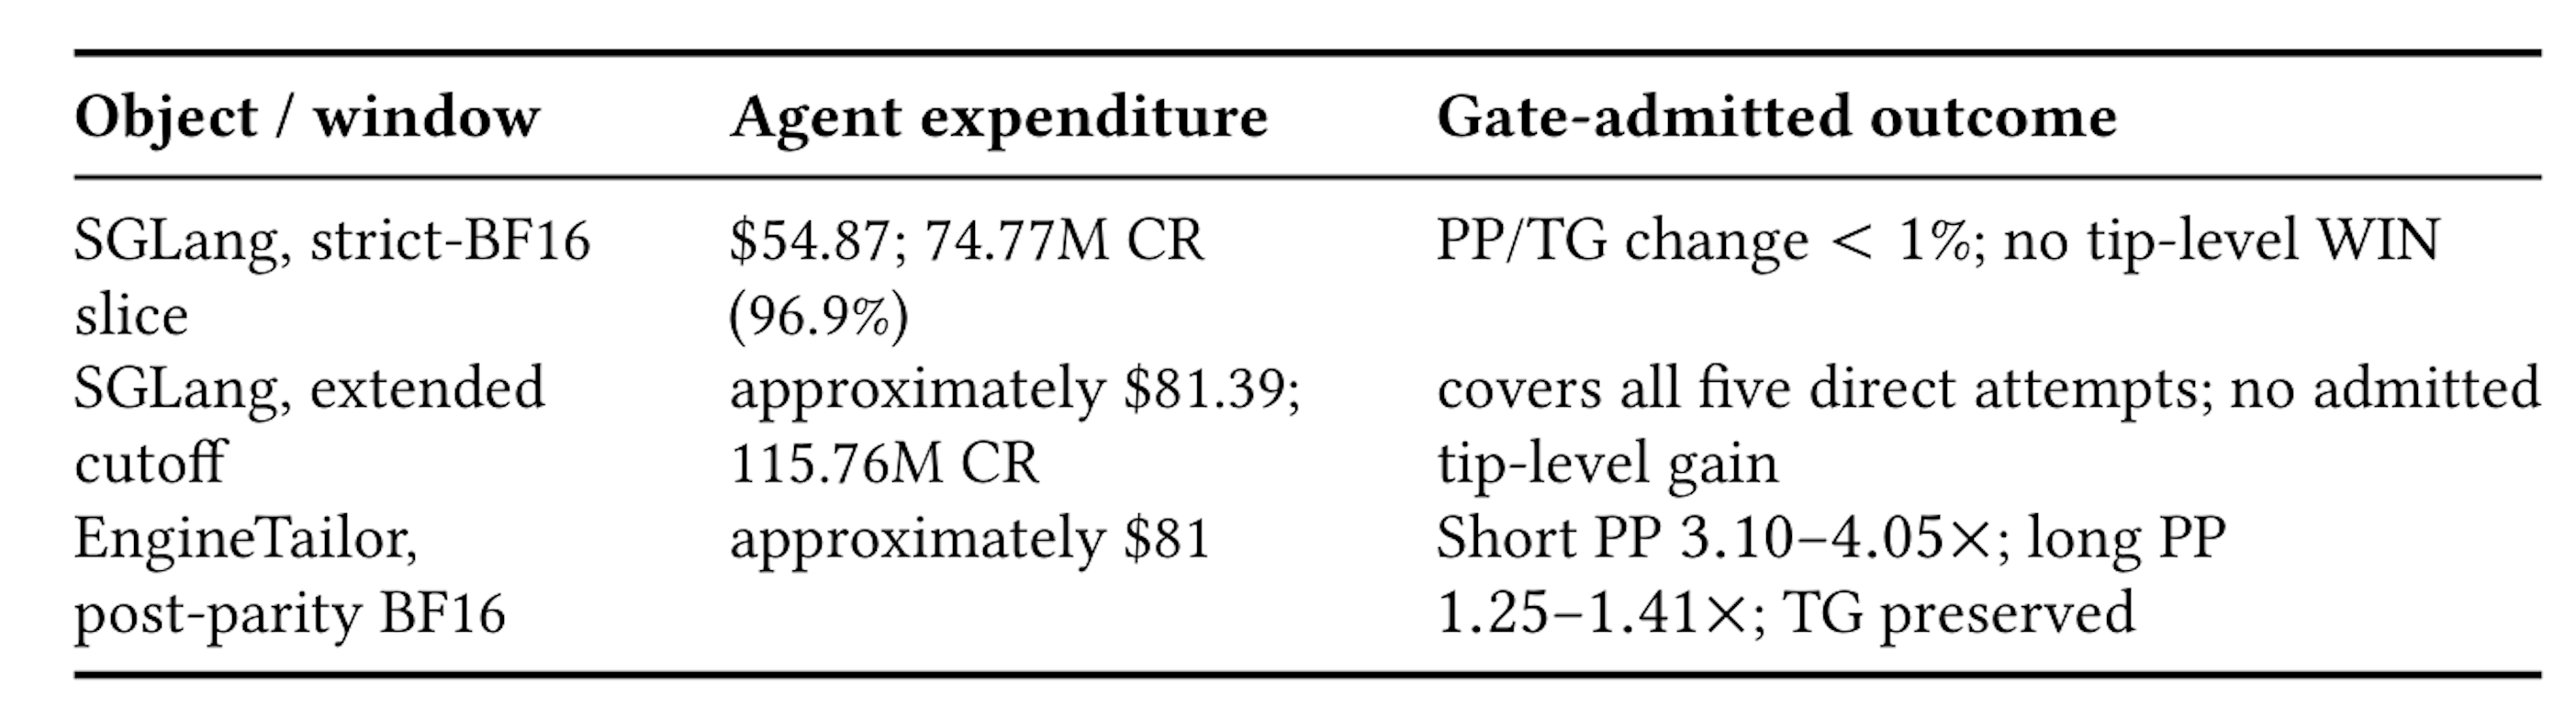 Object / window Agent expenditure Gate-admitted outcome
SGLang, strict-BF16 $54.87; 74.77M CR PP/TG change < 1%; no tip-level WIN
slice (96.9%)
SGLang, extended approximately $81.39; covers all five direct attempts; no admitted
cutoff 115.76M CR tip-level gain
EngineTailor, approximately $81 Short PP 3.10–4.05×; long PP
post-parity BF16 1.25–1.41×; TG preserved